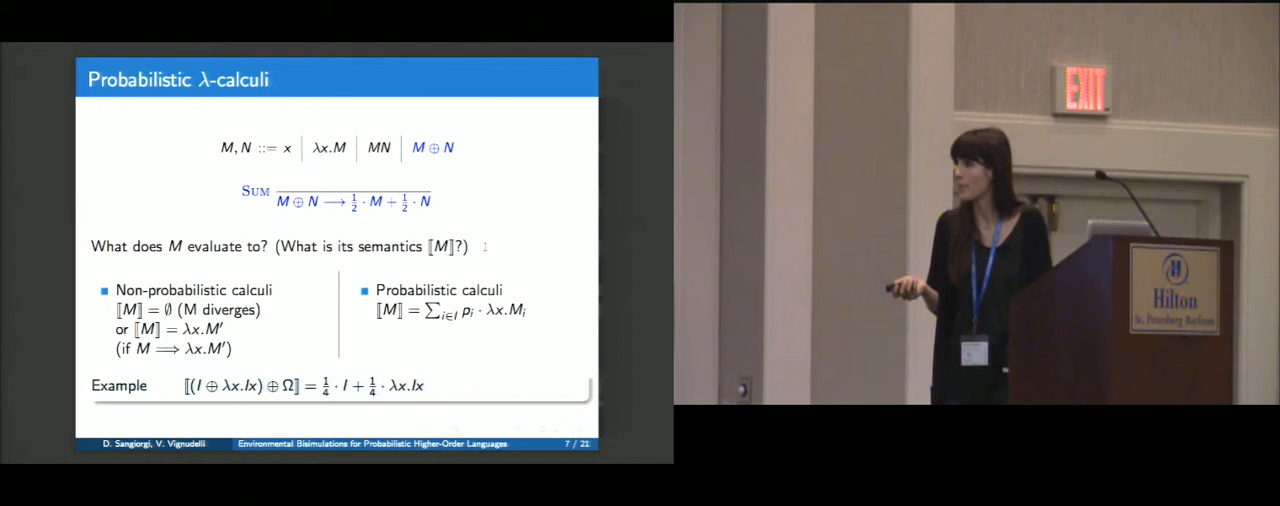 Probabilistic λ-calculi
M, N ::= x | λx.M | MN | M ⊕ N
SUM
M ⊕ N ⟶ 1/2 · M + 1/2 · N
What does M evaluate to? (What is its semantics ⟦M⟧?)
Non-probabilistic calculi
⟦M⟧ = ∅ (M diverges)
or ⟦M⟧ = λx.M′
(if M ⟹ λx.M′)
Probabilistic calculi
⟦M⟧ = ∑i∈I pi · λx.Mi
Example ⟦(I ⊕ λx.Ix) ⊕ Ω⟧ = 1/4 · I + 1/4 · λx.Ix
D. Sangiorgi, V. Vignudelli Environmental Bisimulations for Probabilistic Higher-Order Languages 7 / 21
EXIT
Hilton
St. Petersburg Bayfront